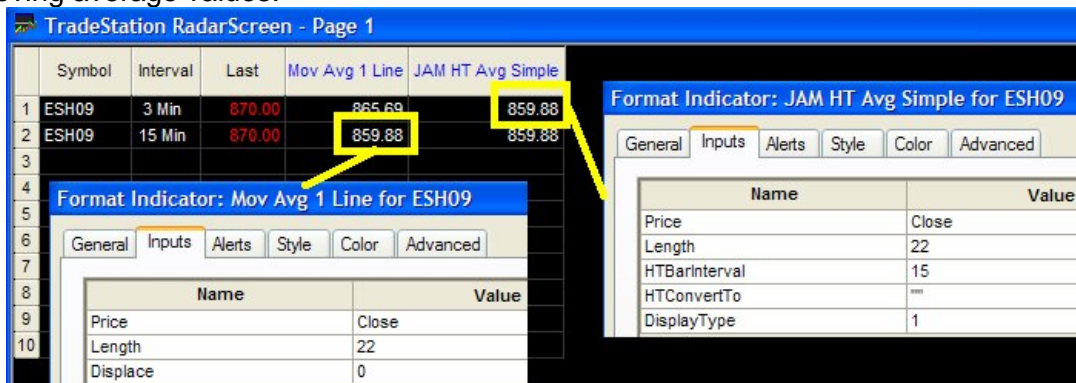 TradeStation RadarScreen - Page 1
Symbol Interval Last Mov Avg 1 Line JAM HT Avg Simple
1 ESH09 3 Min 870.00 865.69 859.88
2 ESH09 15 Min 870.00 859.88 859.88
3
4
5
6
7
8
9
10
Format Indicator: Mov Avg 1 Line for ESH09
General Inputs Alerts Style Color Advanced
Name Value
Price Close
Length 22
Displace 0
Format Indicator: JAM HT Avg Simple for ESH09
General Inputs Alerts Style Color Advanced
Name Value
Price Close
Length 22
HTBarInterval 15
HTConvertTo ""
DisplayType 1